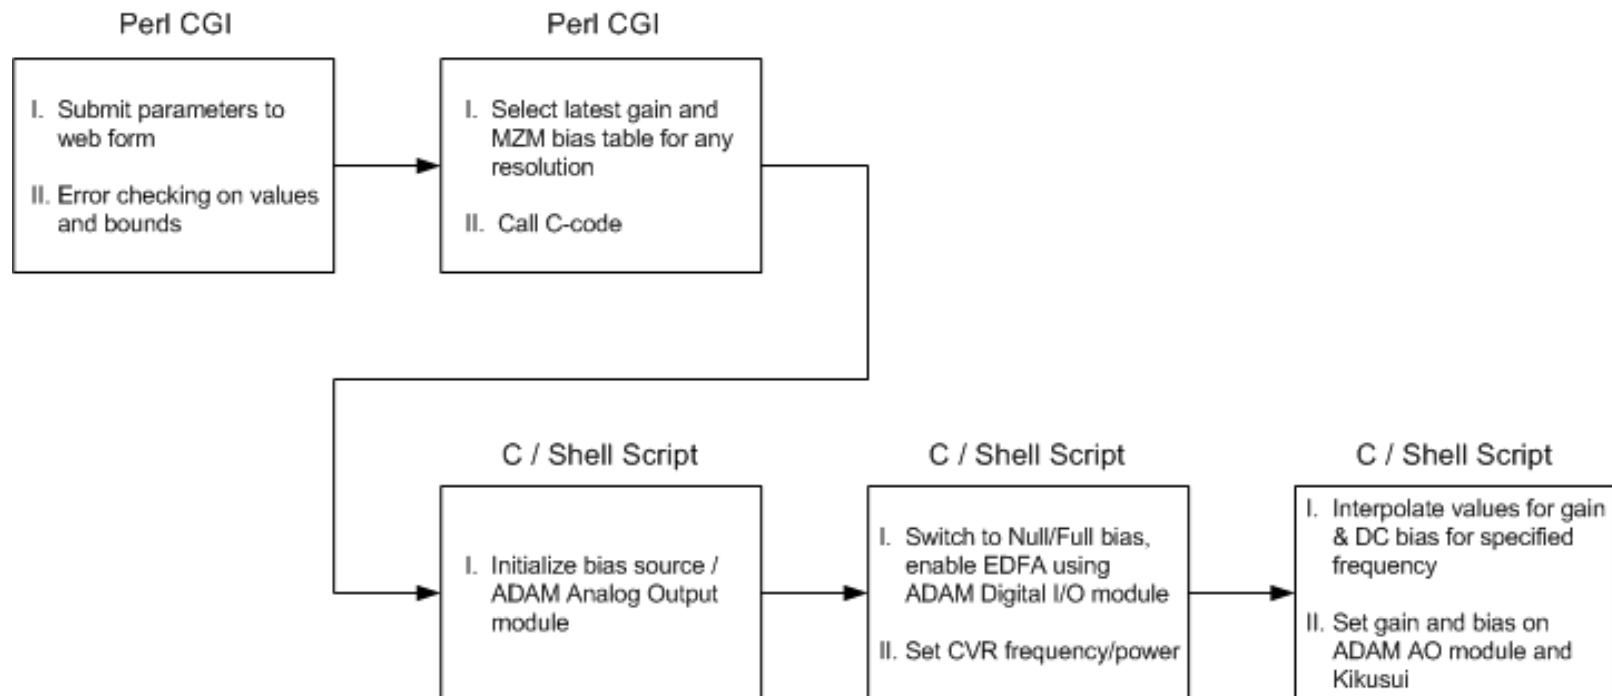 Perl CGI
I. Submit parameters to
web form
II. Error checking on values
and bounds
Perl CGI
I. Select latest gain and
MZM bias table for any
resolution
II. Call C-code
C / Shell Script
I. Initialize bias source /
ADAM Analog Output
module
C / Shell Script
I. Switch to Null/Full bias,
enable EDFA using
ADAM Digital I/O module
II. Set CVR frequency/power
C / Shell Script
I. Interpolate values for gain
& DC bias for specified
frequency
II. Set gain and bias on
ADAM AO module and
Kikusui